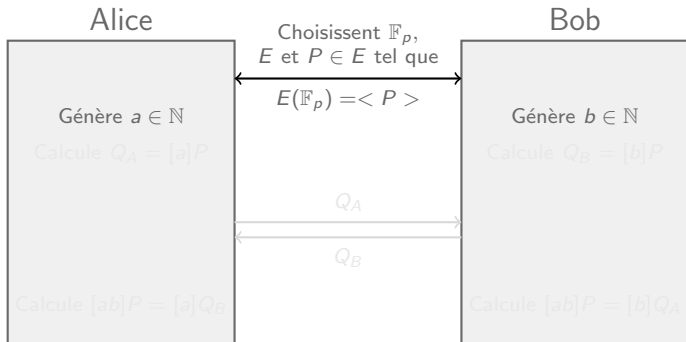 Alice
Bob
Choisissent 𝔽_p,
E et P ∈ E tel que
E(𝔽_p) =< P >
Génère a ∈ ℕ
Génère b ∈ ℕ
Calcule Q_A = [a]P
Calcule Q_B = [b]P
Q_A
Q_B
Calcule [ab]P = [a]Q_B
Calcule [ab]P = [b]Q_A